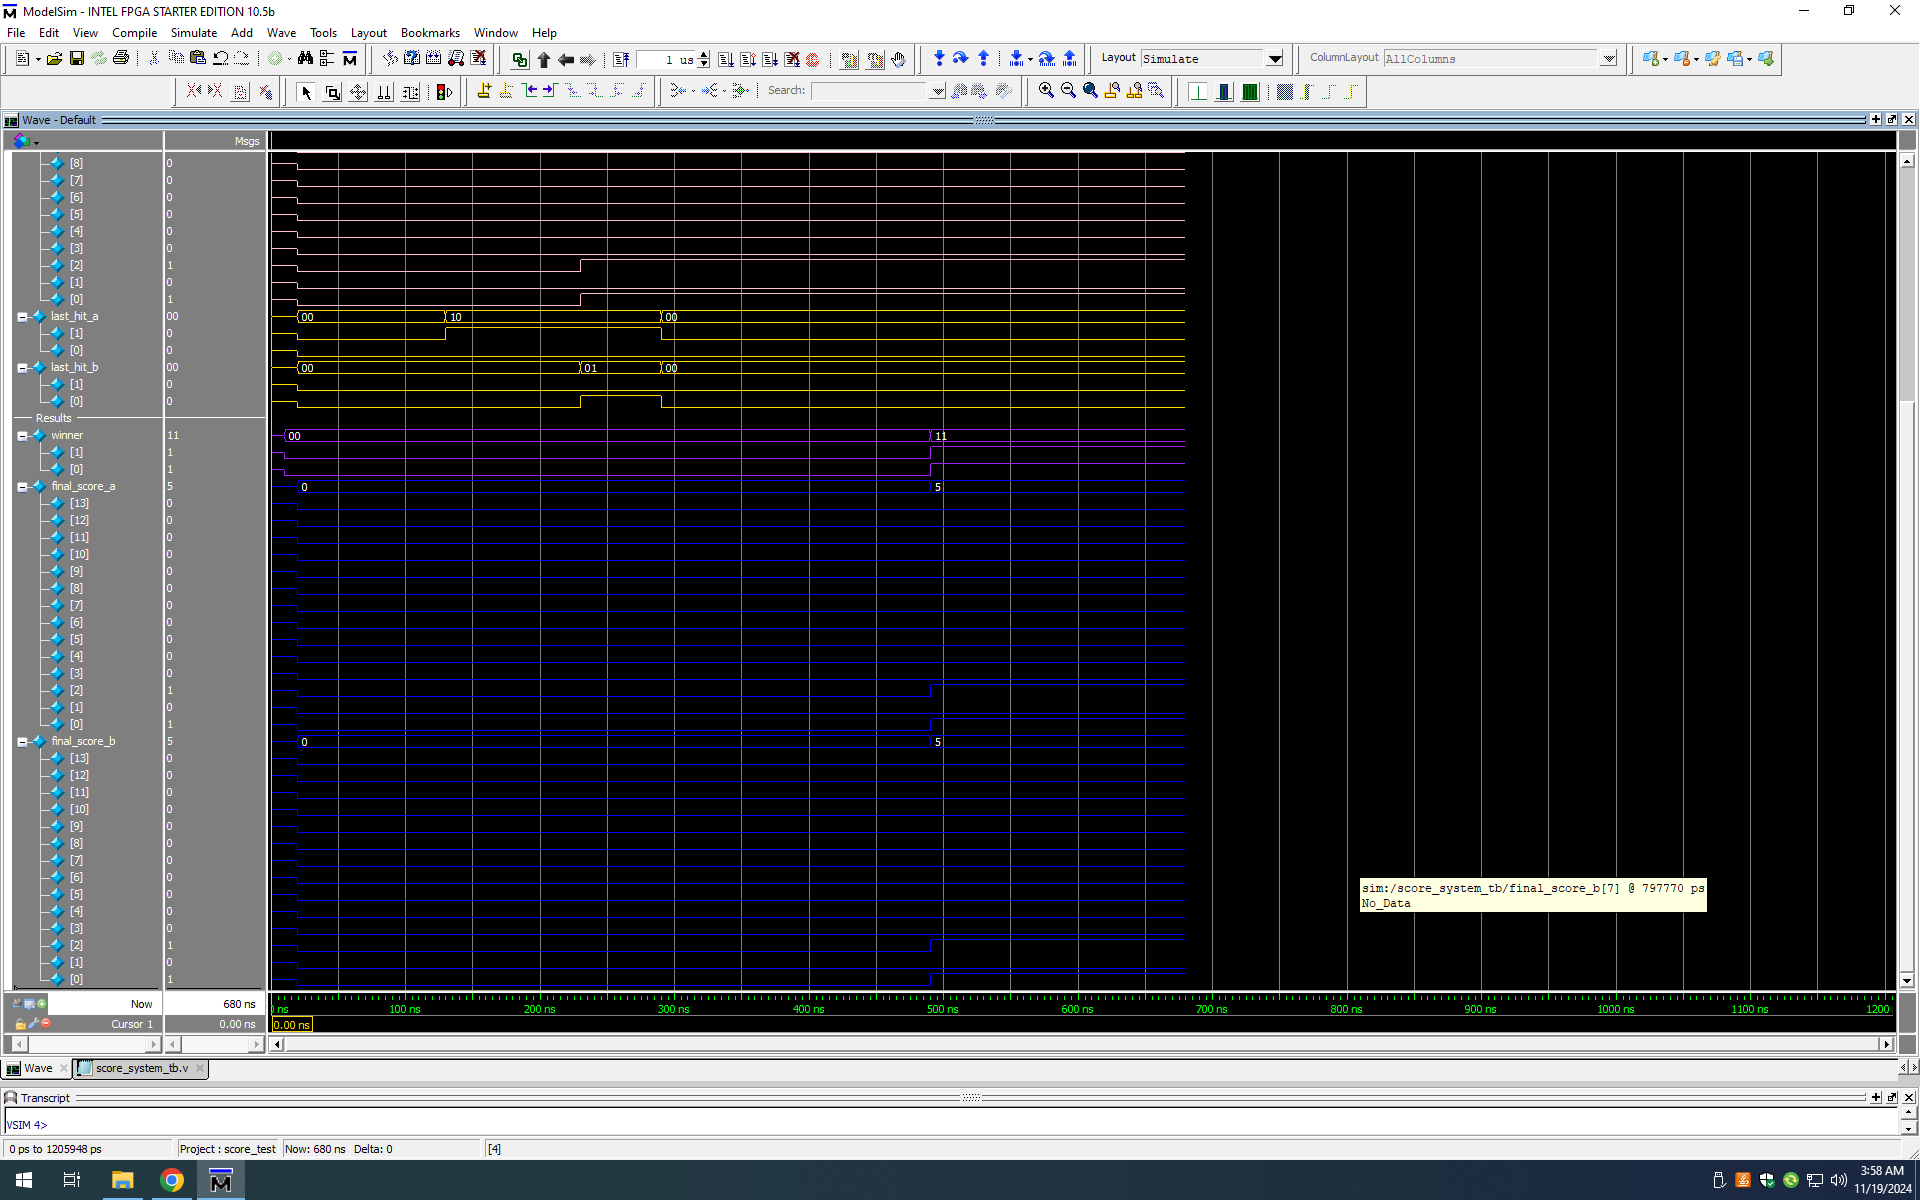 ModelSim - INTEL FPGA STARTER EDITION 10.5b
File Edit View Compile Simulate Add Wave Tools Layout Bookmarks Window Help
1 us
Layout Simulate
ColumnLayout AllColumns
Search:
Wave - Default
Msgs
[8] 0
[7] 0
[6] 0
[5] 0
[4] 0
[3] 0
[2] 1
[1] 0
[0] 1
last_hit_a 00 00 10 00
[1] 0
[0] 0
last_hit_b 00 00 01 00
[1] 0
[0] 0
Results
winner 11 00 11
[1] 1
[0] 1
final_score_a 5 0 5
[13] 0
[12] 0
[11] 0
[10] 0
[9] 0
[8] 0
[7] 0
[6] 0
[5] 0
[4] 0
[3] 0
[2] 1
[1] 0
[0] 1
final_score_b 5 0 5
[13] 0
[12] 0
[11] 0
[10] 0
[9] 0
[8] 0
[7] 0
[6] 0
[5] 0
[4] 0
[3] 0
[2] 1
[1] 0
[0] 1
sim:/score_system_tb/final_score_b[7] @ 797770 ps
No_Data
Now 680 ns
ns 100 ns 200 ns 300 ns 400 ns 500 ns 600 ns 700 ns 800 ns 900 ns 1000 ns 1100 ns 1200
Cursor 1 0.00 ns 0.00 ns
Wave score_system_tb.v
Transcript
VSIM 4>
0 ps to 1205948 ps Project : score_test Now: 680 ns Delta: 0 [4]
3:58 AM
11/19/2024